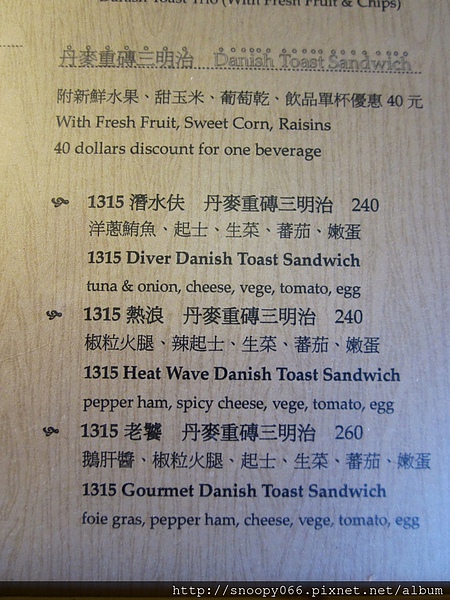 Danish Toast Trio (With Fresh Fruit & Chips)
丹麥重磚三明治 Danish Toast Sandwich
附新鮮水果、甜玉米、葡萄乾、飲品單杯優惠 40 元
With Fresh Fruit, Sweet Corn, Raisins
40 dollars discount for one beverage
1315 潛水伕 丹麥重磚三明治 240
洋蔥鮪魚、起士、生菜、蕃茄、嫩蛋
1315 Diver Danish Toast Sandwich
tuna & onion, cheese, vege, tomato, egg
1315 熱浪 丹麥重磚三明治 240
椒粒火腿、辣起士、生菜、蕃茄、嫩蛋
1315 Heat Wave Danish Toast Sandwich
pepper ham, spicy cheese, vege, tomato, egg
1315 老饕 丹麥重磚三明治 260
鵝肝醬、椒粒火腿、起士、生菜、蕃茄、嫩蛋
1315 Gourmet Danish Toast Sandwich
foie gras, pepper ham, cheese, vege, tomato, egg
http://snoopy066.pixnet.net/album